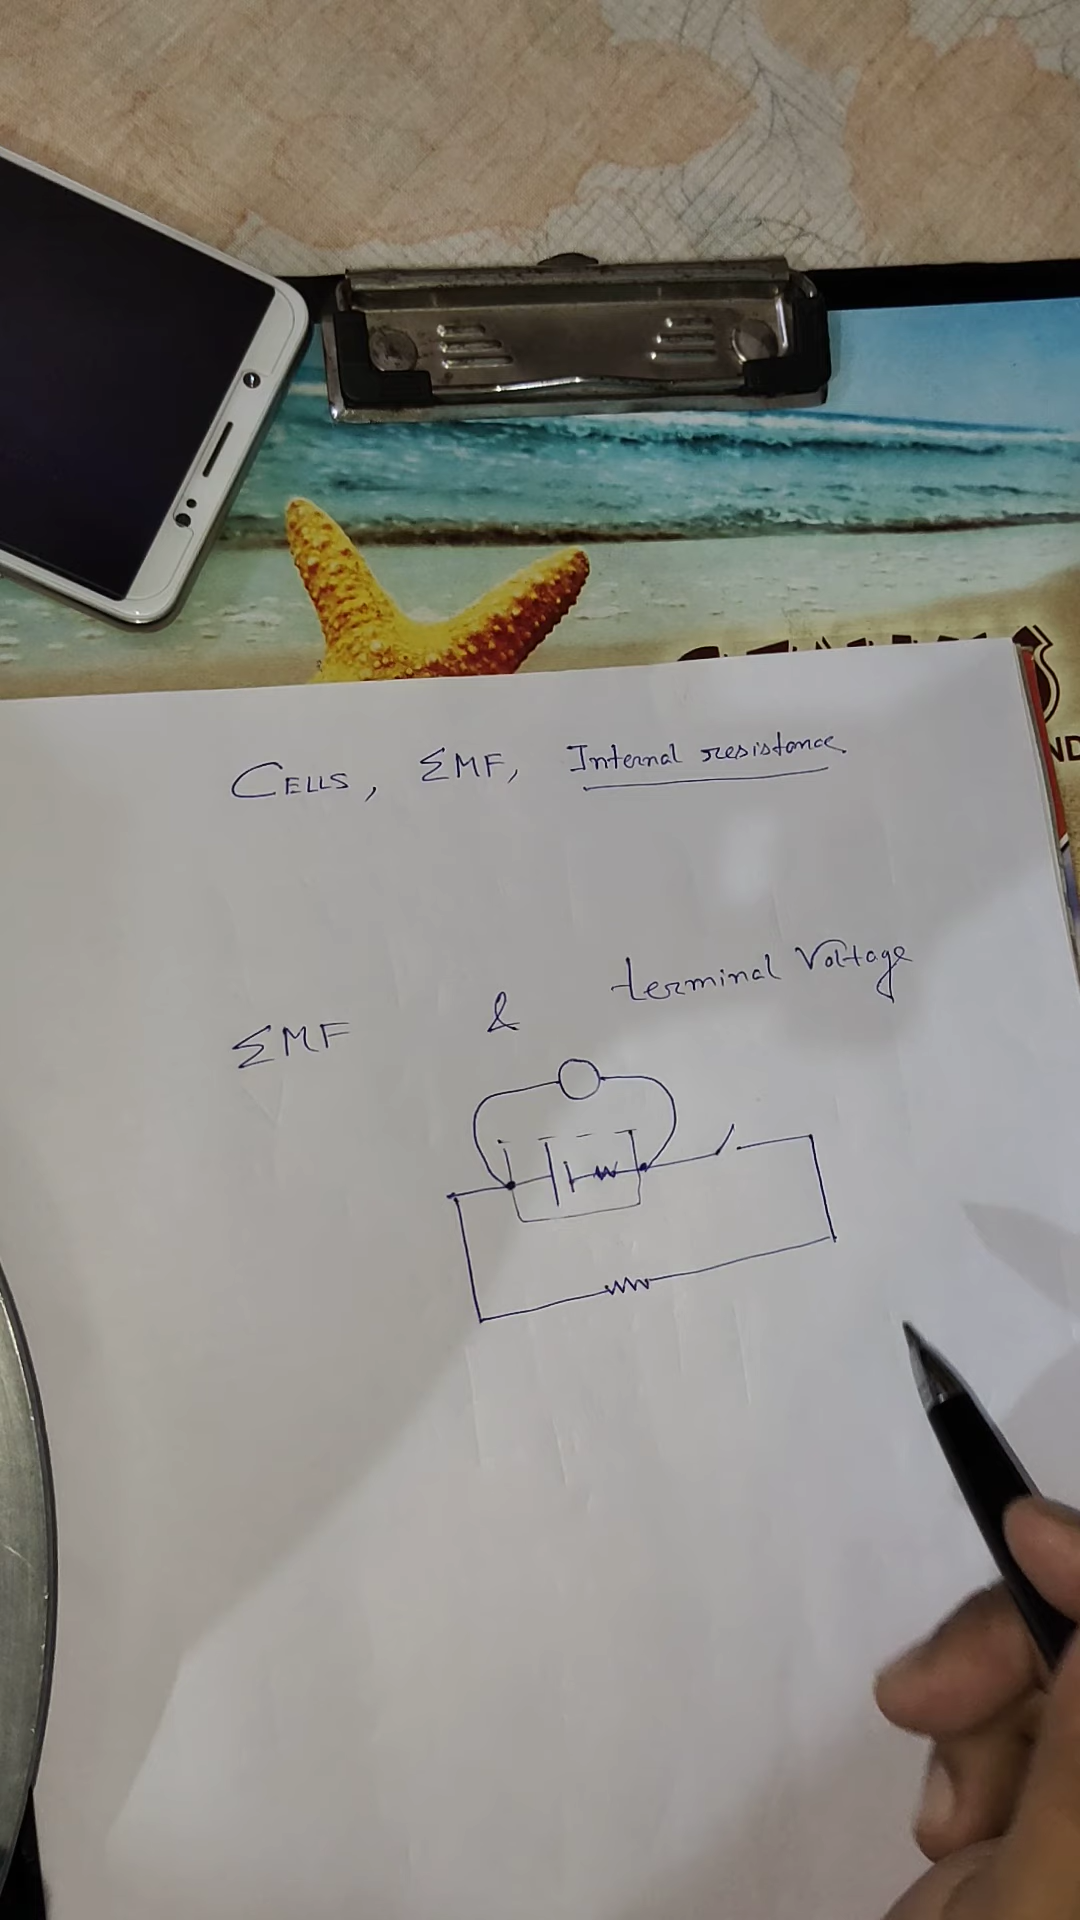 CELLS, EMF, Internal resistance
EMF & terminal Voltage